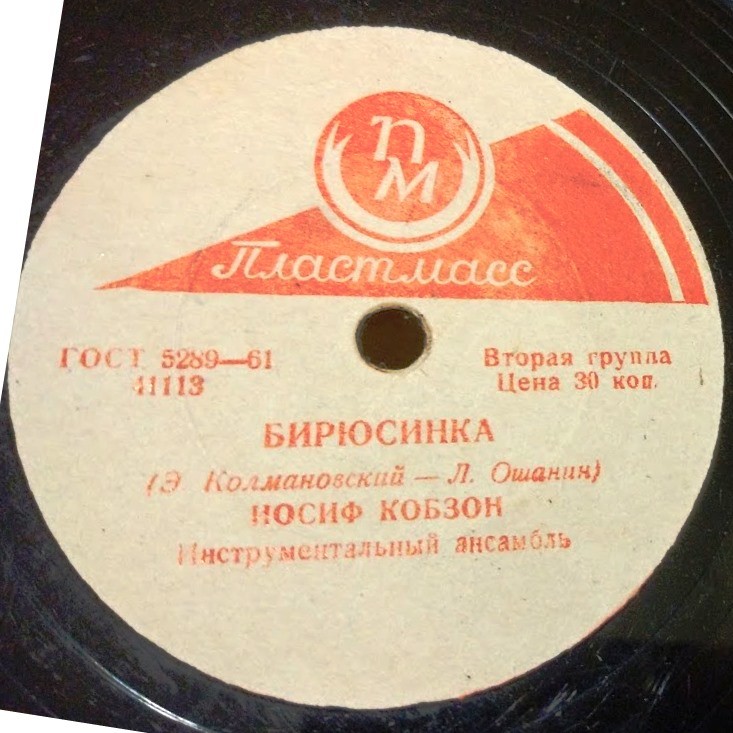 ПМ
Пластмасс
ГОСТ 5289—61
41113
Вторая группа
Цена 30 коп.
БИРЮСИНКА
(Э Колмановский — Л. Ошанин)
ИОСИФ КОБЗОН
Инструментальный ансамбль